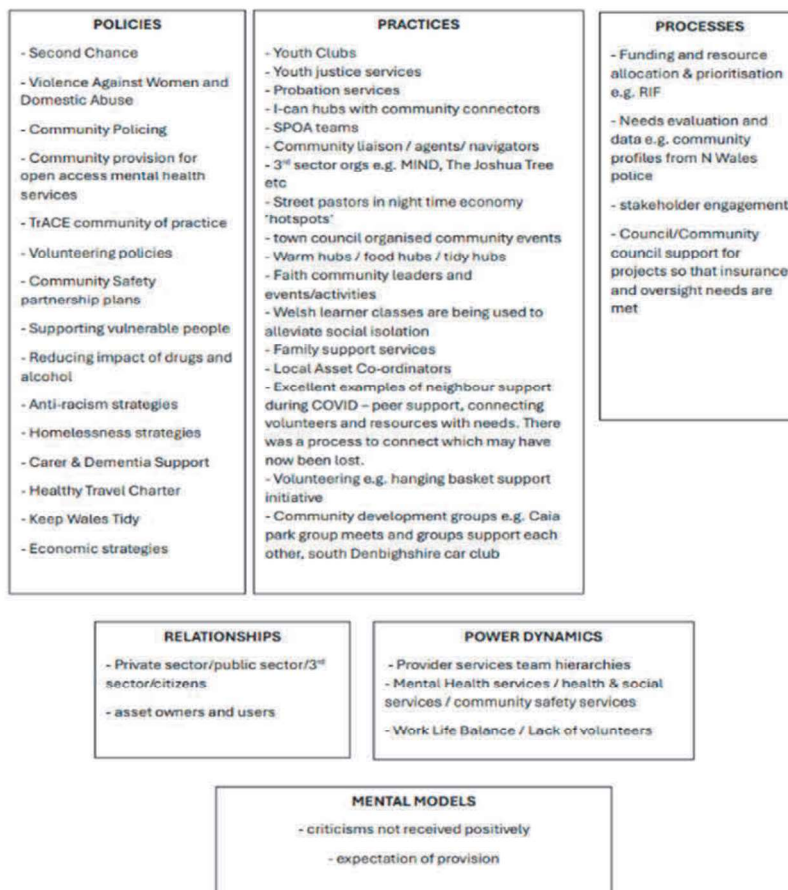 POLICIES
- Second Chance
- Violence Against Women and
Domestic Abuse
- Community Policing
- Community provision for
open access mental health
services
- TrACE community of practice
- Volunteering policies
- Community Safety
partnership plans
- Supporting vulnerable people
- Reducing impact of drugs and
alcohol
- Anti-racism strategies
- Homelessness strategies
- Carer & Dementia Support
- Healthy Travel Charter
- Keep Wales Tidy
- Economic strategies
PRACTICES
- Youth Clubs
- Youth justice services
- Probation services
- I-can hubs with community connectors
- SPOA teams
- Community liaison / agents/ navigators
- 3rd sector orgs e.g. MIND, The Joshua Tree
etc
- Street pastors in night time economy
'hotspots'
- town council organised community events
- Warm hubs / food hubs / tidy hubs
- Faith community leaders and
events/activities
- Welsh learner classes are being used to
alleviate social isolation
- Family support services
- Local Asset Co-ordinators
- Excellent examples of neighbour support
during COVID – peer support, connecting
volunteers and resources with needs. There
was a process to connect which may have
now been lost.
- Volunteering e.g. hanging basket support
initiative
- Community development groups e.g. Caia
park group meets and groups support each
other, south Denbighshire car club
PROCESSES
- Funding and resource
allocation & prioritisation
e.g. RIF
- Needs evaluation and
data e.g. community
profiles from N Wales
police
- stakeholder engagement
- Council/Community
council support for
projects so that insurance
and oversight needs are
met
RELATIONSHIPS
- Private sector/public sector/3rd
sector/citizens
- asset owners and users
POWER DYNAMICS
- Provider services team hierarchies
- Mental Health services / health & social
services / community safety services
- Work Life Balance / Lack of volunteers
MENTAL MODELS
- criticisms not received positively
- expectation of provision